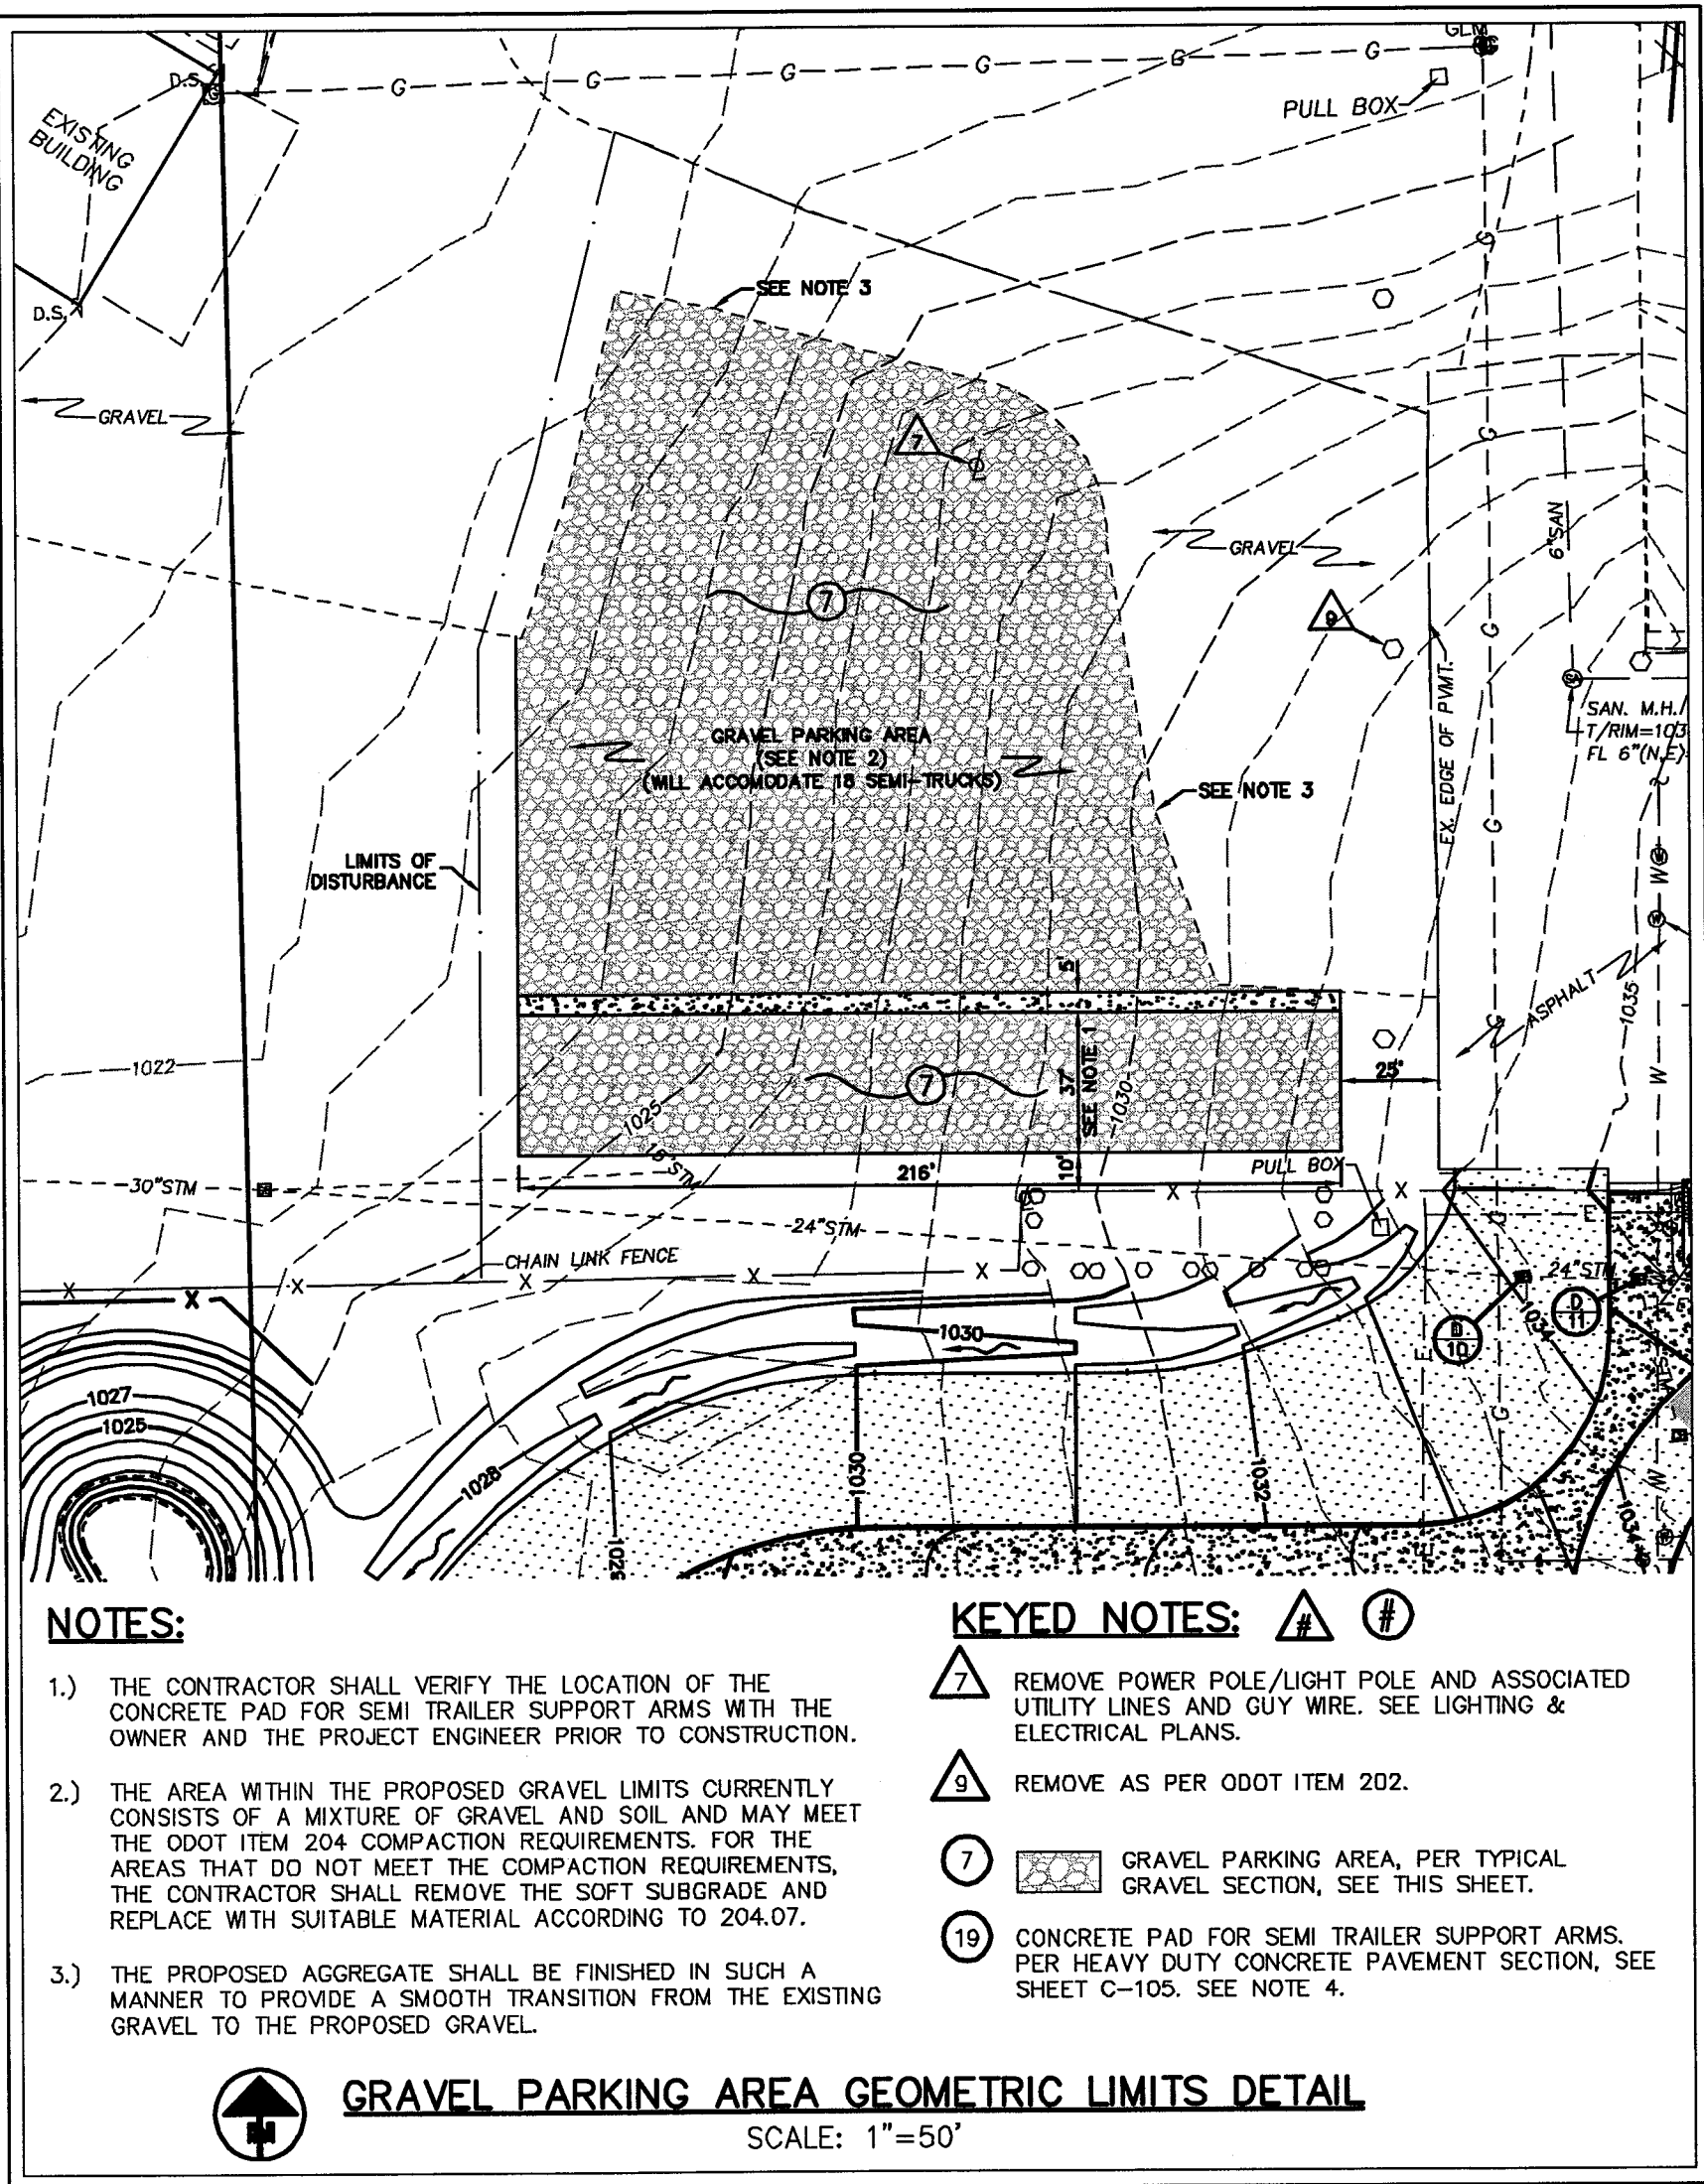 GLM
D.S.
G G G G G G
PULL BOX
EXISTING
BUILDING
SEE NOTE 3
D.S.
GRAVEL
7
GRAVEL
6"SAN
7
9
EX. EDGE OF PVMT.
SAN. M.H.
T/RIM=103
FL 6"(N,E)
GRAVEL PARKING AREA
(SEE NOTE 2)
(WILL ACCOMODATE 18 SEMI-TRUCKS)
SEE NOTE 3
LIMITS OF
DISTURBANCE
5'
ASPHALT
1035
1022
7
37'
SEE NOTE 1
1030
25'
1025
STM
30"STM
216'
10'
PULL BOX
24"STM
CHAIN LINK FENCE
24"STM
D
11
10
1034
1030
1027
1025
1028
1030
1032
1034
NOTES:
1.) THE CONTRACTOR SHALL VERIFY THE LOCATION OF THE
CONCRETE PAD FOR SEMI TRAILER SUPPORT ARMS WITH THE
OWNER AND THE PROJECT ENGINEER PRIOR TO CONSTRUCTION.
2.) THE AREA WITHIN THE PROPOSED GRAVEL LIMITS CURRENTLY
CONSISTS OF A MIXTURE OF GRAVEL AND SOIL AND MAY MEET
THE ODOT ITEM 204 COMPACTION REQUIREMENTS. FOR THE
AREAS THAT DO NOT MEET THE COMPACTION REQUIREMENTS,
THE CONTRACTOR SHALL REMOVE THE SOFT SUBGRADE AND
REPLACE WITH SUITABLE MATERIAL ACCORDING TO 204.07.
3.) THE PROPOSED AGGREGATE SHALL BE FINISHED IN SUCH A
MANNER TO PROVIDE A SMOOTH TRANSITION FROM THE EXISTING
GRAVEL TO THE PROPOSED GRAVEL.
KEYED NOTES: # #
7 REMOVE POWER POLE/LIGHT POLE AND ASSOCIATED
UTILITY LINES AND GUY WIRE. SEE LIGHTING &
ELECTRICAL PLANS.
9 REMOVE AS PER ODOT ITEM 202.
7 GRAVEL PARKING AREA, PER TYPICAL
GRAVEL SECTION, SEE THIS SHEET.
19 CONCRETE PAD FOR SEMI TRAILER SUPPORT ARMS.
PER HEAVY DUTY CONCRETE PAVEMENT SECTION, SEE
SHEET C-105. SEE NOTE 4.
GRAVEL PARKING AREA GEOMETRIC LIMITS DETAIL
SCALE: 1"=50'